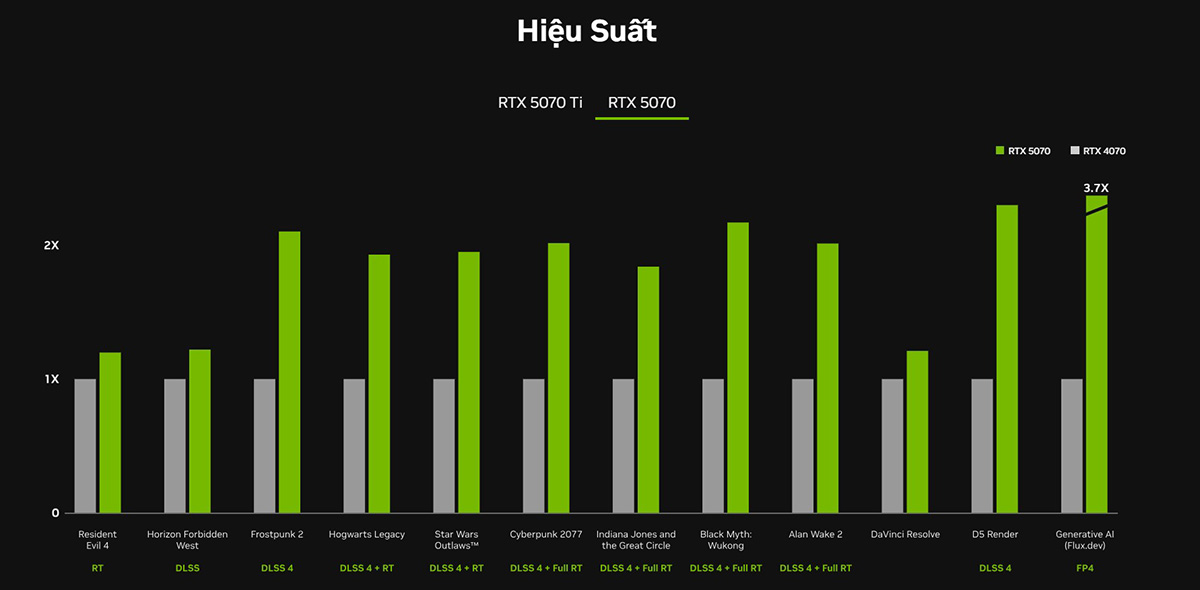 Hiệu Suất
RTX 5070 Ti RTX 5070
RTX 5070 RTX 4070
3.7X
2X
1X
0
Resident
Evil 4
RT
Horizon Forbidden
West
DLSS
Frostpunk 2
DLSS 4
Hogwarts Legacy
DLSS 4 + RT
Star Wars
Outlaws™
DLSS 4 + RT
Cyberpunk 2077
DLSS 4 + Full RT
Indiana Jones and
the Great Circle
DLSS 4 + Full RT
Black Myth:
Wukong
DLSS 4 + Full RT
Alan Wake 2
DLSS 4 + Full RT
DaVinci Resolve
D5 Render
DLSS 4
Generative AI
(Flux.dev)
FP4